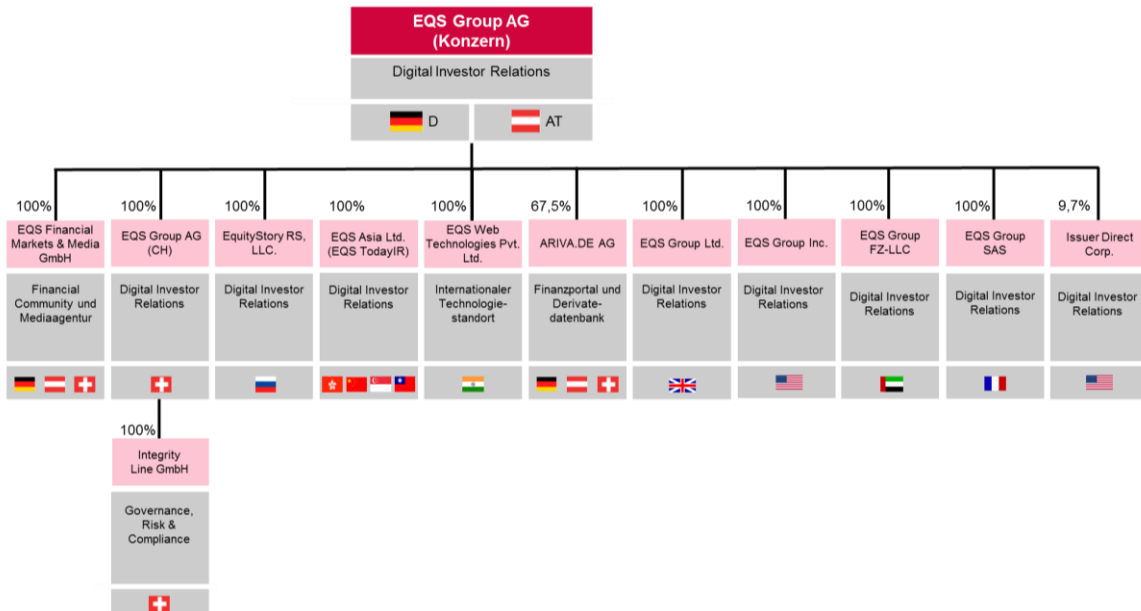 EQS Group AG
(Konzern)
Digital Investor Relations
D
AT
100%
100%
100%
100%
100%
67,5%
100%
100%
100%
100%
9,7%
EQS Financial
Markets & Media
GmbH
EQS Group AG
(CH)
EquityStory RS,
LLC.
EQS Asia Ltd.
(EQS TodayIR)
EQS Web
Technologies Pvt.
Ltd.
ARIVA.DE AG
EQS Group Ltd.
EQS Group Inc.
EQS Group
FZ-LLC
EQS Group
SAS
Issuer Direct
Corp.
Financial
Community und
Mediaagentur
Digital Investor
Relations
Digital Investor
Relations
Digital Investor
Relations
Internationaler
Technologie-
standort
Finanzportal und
Derivate-
datenbank
Digital Investor
Relations
Digital Investor
Relations
Digital Investor
Relations
Digital Investor
Relations
Digital Investor
Relations
100%
Integrity
Line GmbH
Governance,
Risk &
Compliance